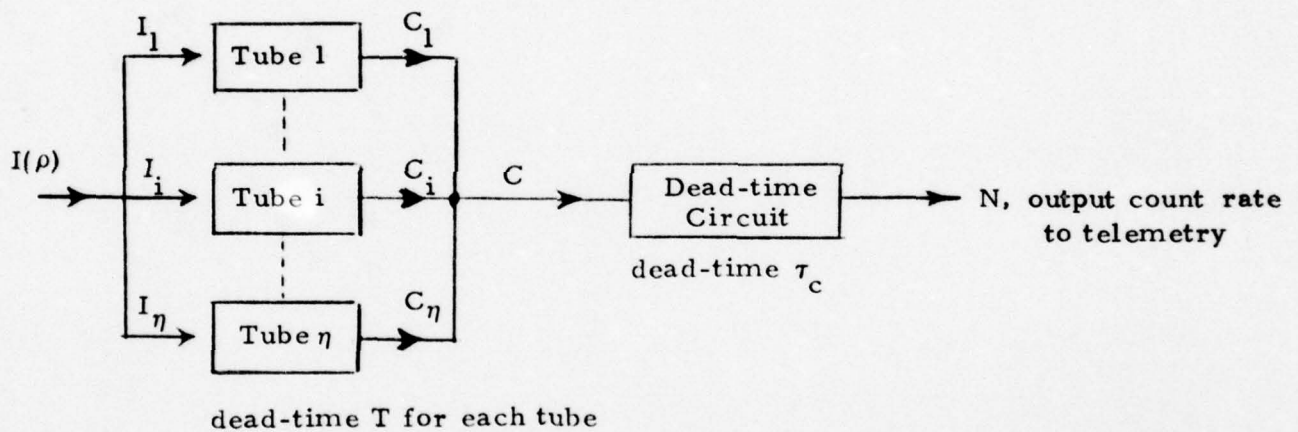 I₁
Tube 1
C₁
I(ρ)
Iᵢ
Tube i
Cᵢ
C
Dead-time
Circuit
N, output count rate
to telemetry
dead-time τ_c
I_η
Tube η
C_η
dead-time T for each tube